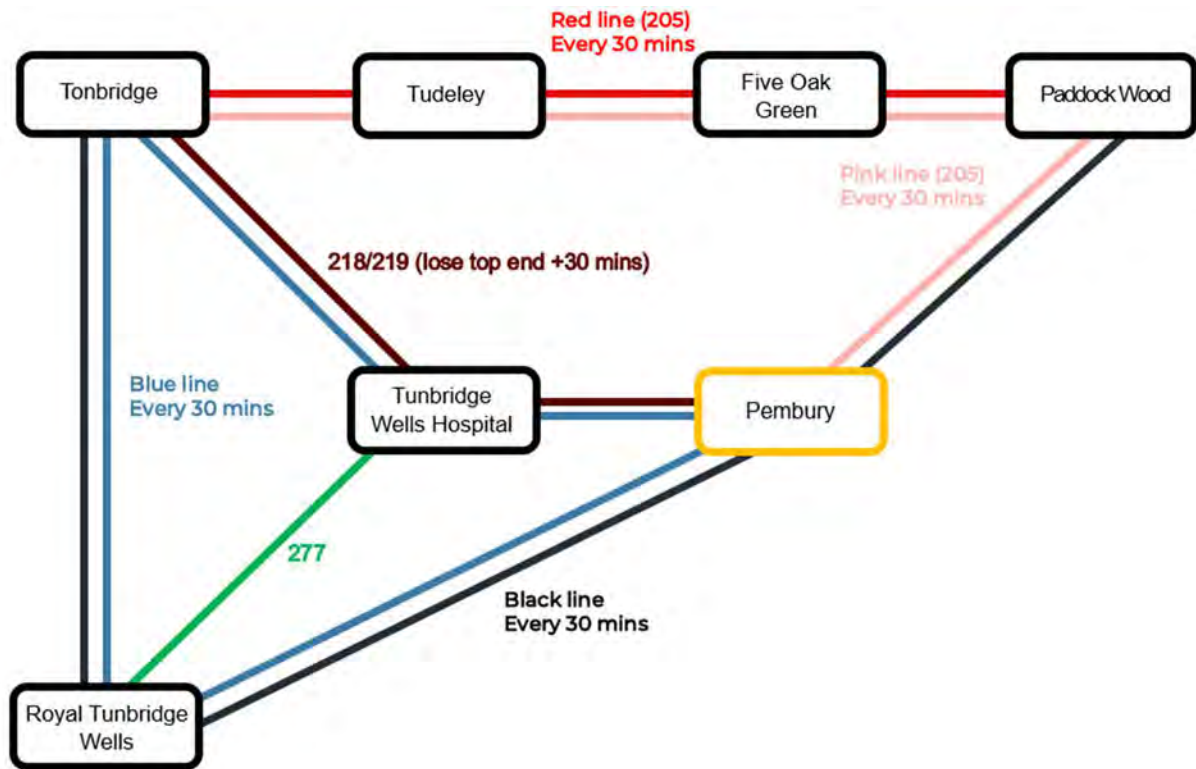 Red line (205)
Every 30 mins
Tonbridge
Tudeley
Five Oak
Green
Paddock Wood
Pink line (205)
Every 30 mins
218/219 (lose top end +30 mins)
Blue line
Every 30 mins
Tunbridge
Wells Hospital
Pembury
277
Black line
Every 30 mins
Royal Tunbridge
Wells